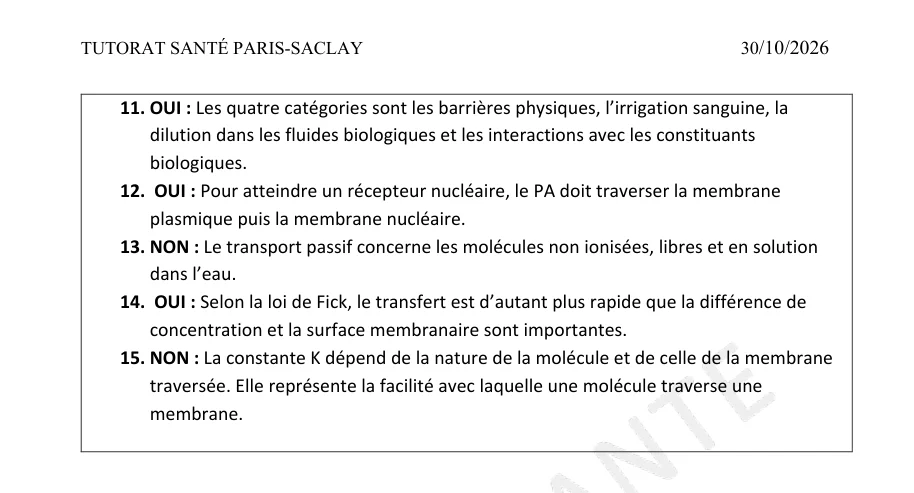 TUTORAT SANTÉ PARIS-SACLAY 30/10/2026
11. OUI : Les quatre catégories sont les barrières physiques, l’irrigation sanguine, la
dilution dans les fluides biologiques et les interactions avec les constituants
biologiques.
12. OUI : Pour atteindre un récepteur nucléaire, le PA doit traverser la membrane
plasmique puis la membrane nucléaire.
13. NON : Le transport passif concerne les molécules non ionisées, libres et en solution
dans l’eau.
14. OUI : Selon la loi de Fick, le transfert est d’autant plus rapide que la différence de
concentration et la surface membranaire sont importantes.
15. NON : La constante K dépend de la nature de la molécule et de celle de la membrane
traversée. Elle représente la facilité avec laquelle une molécule traverse une
membrane.
ANTE